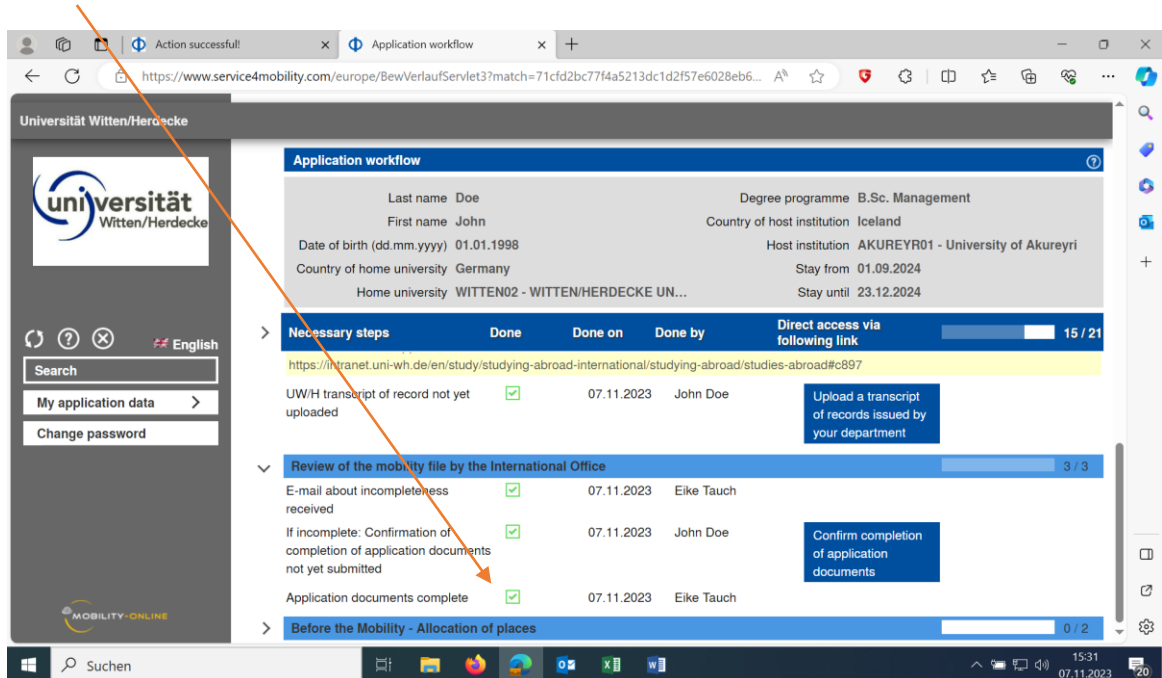 Action successful!
Application workflow
https://www.service4mobility.com/europe/BewVerlaufServlet3?match=71cfd2bc77f4a5213dc1d2f57e6028eb6...
Universität Witten/Herdecke
universität
Witten/Herdecke
English
Search
My application data
Change password
MOBILITY-ONLINE
Application workflow
Last name Doe
Degree programme B.Sc. Management
First name John
Country of host institution Iceland
Date of birth (dd.mm.yyyy) 01.01.1998
Host institution AKUREYR01 - University of Akureyri
Country of home university Germany
Stay from 01.09.2024
Home university WITTEN02 - WITTEN/HERDECKE UN...
Stay until 23.12.2024
Necessary steps Done Done on Done by Direct access via
following link
15 / 21
https://intranet.uni-wh.de/en/study/studying-abroad-international/studying-abroad/studies-abroad#c897
UW/H transcript of record not yet
uploaded
07.11.2023 John Doe
Upload a transcript
of records issued by
your department
Review of the mobility file by the International Office 3 / 3
E-mail about incompleteness
received
07.11.2023 Eike Tauch
If incomplete: Confirmation of
completion of application documents
not yet submitted
07.11.2023 John Doe
Confirm completion
of application
documents
Application documents complete 07.11.2023 Eike Tauch
Before the Mobility - Allocation of places 0 / 2
Suchen
15:31
07.11.2023
20